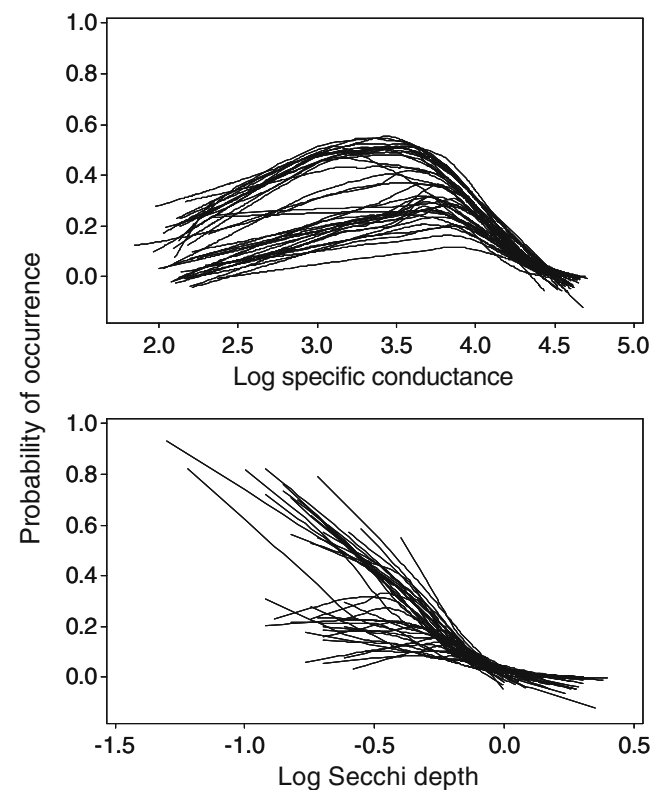 1.0
0.8
0.6
0.4
0.2
0.0
2.0 2.5 3.0 3.5 4.0 4.5 5.0
Log specific conductance
Probability of occurrence
1.0
0.8
0.6
0.4
0.2
0.0
-1.5 -1.0 -0.5 0.0 0.5
Log Secchi depth